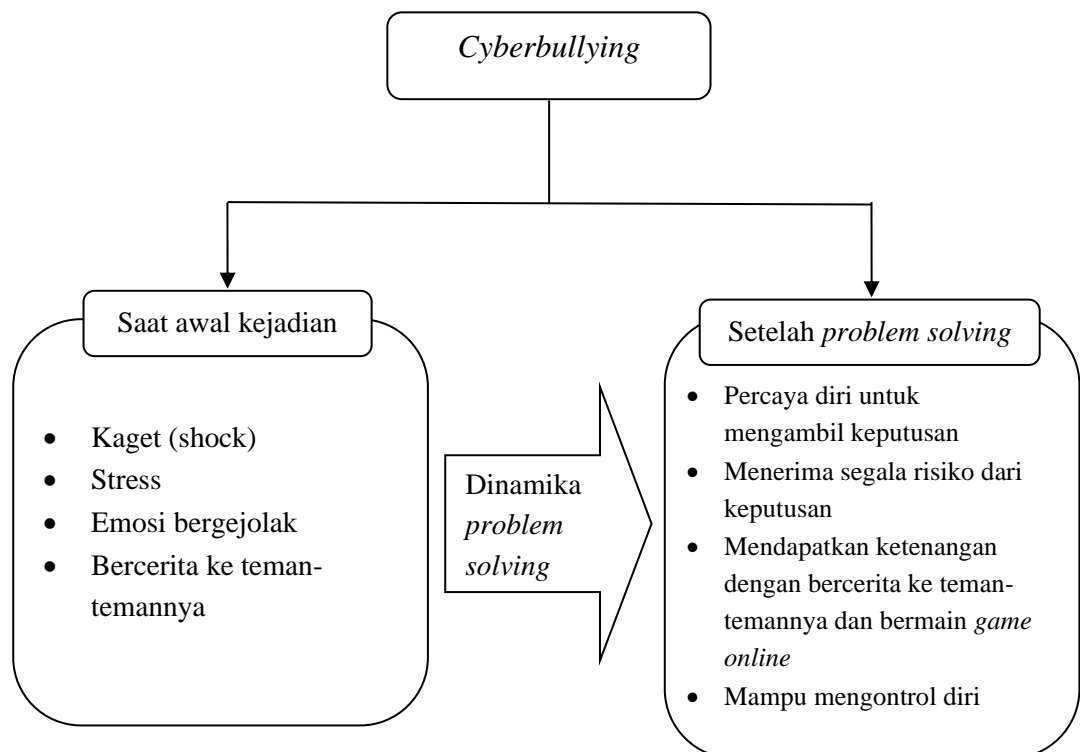 Cyberbullying
Saat awal kejadian
• Kaget (shock)
• Stress
• Emosi bergejolak
• Bercerita ke teman-
temannya
Dinamika
problem
solving
Setelah problem solving
• Percaya diri untuk
mengambil keputusan
• Menerima segala risiko dari
keputusan
• Mendapatkan ketenangan
dengan bercerita ke teman-
temannya dan bermain game
online
• Mampu mengontrol diri